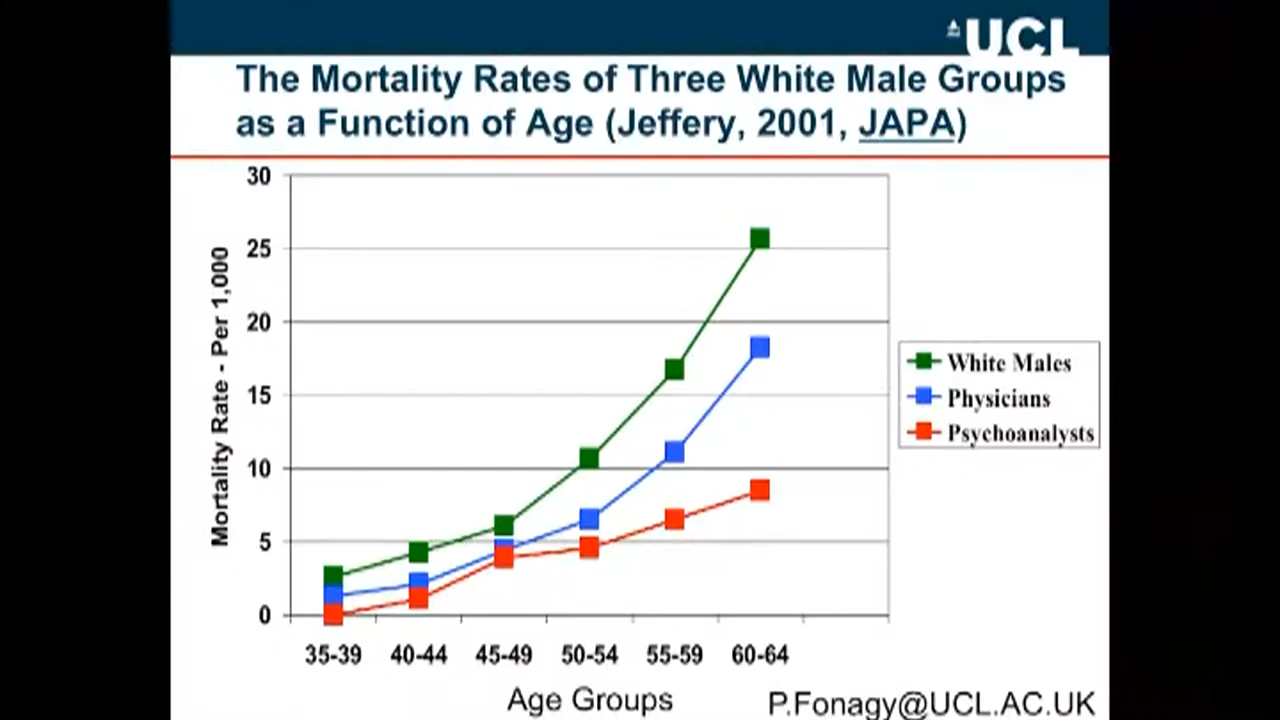 UCL
The Mortality Rates of Three White Male Groups
as a Function of Age (Jeffery, 2001, JAPA)
Mortality Rate - Per 1,000
30
25
20
15
10
5
0
35-39 40-44 45-49 50-54 55-59 60-64
Age Groups
White Males
Physicians
Psychoanalysts
P.Fonagy@UCL.AC.UK